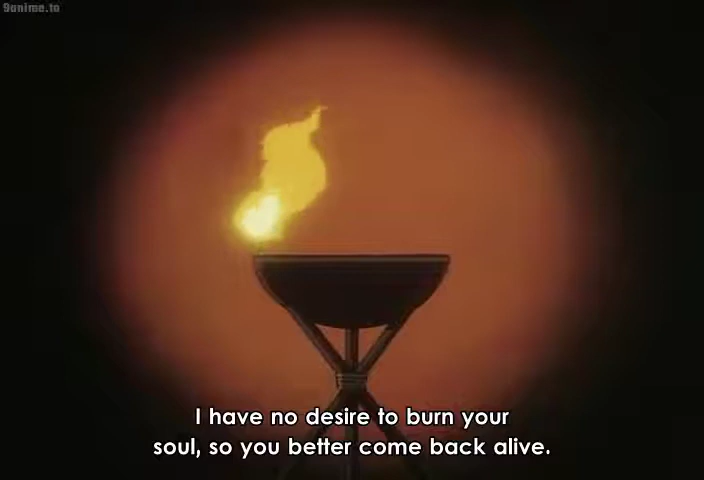 9anime.to
I have no desire to burn your
soul, so you better come back alive.